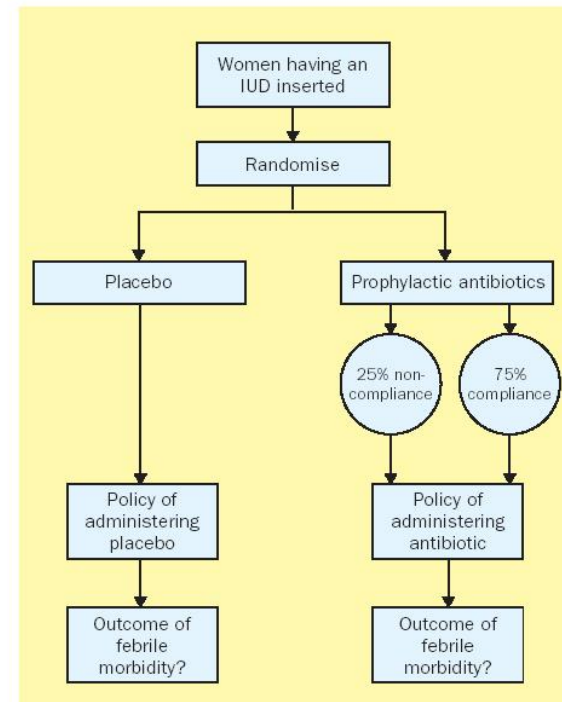 Women having an
IUD inserted
Randomise
Placebo
Prophylactic antibiotics
25% non-
compliance
75%
compliance
Policy of
administering
placebo
Policy of
administering
antibiotic
Outcome of
febrile
morbidity?
Outcome of
febrile
morbidity?